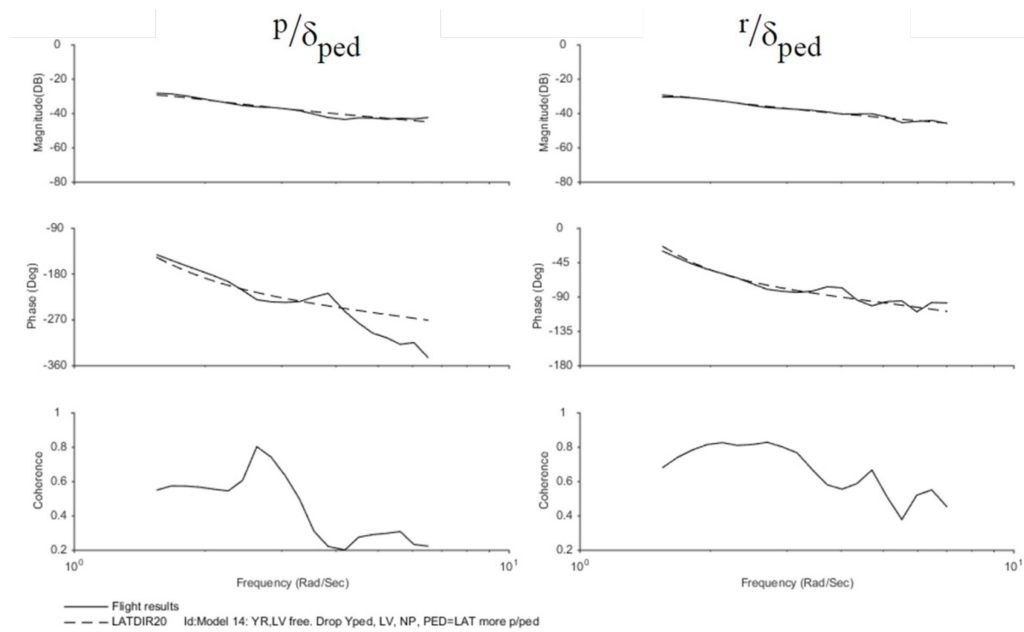 p/δped
r/δped
Magnitude(DB)
0
-20
-40
-60
-80
Magnitude(DB)
0
-20
-40
-60
-80
Phase (Deg)
-90
-180
-270
-360
Phase (Deg)
0
-45
-90
-135
-180
Coherence
1
0.8
0.6
0.4
0.2
10⁰
10¹
Frequency (Rad/Sec)
Coherence
1
0.8
0.6
0.4
0.2
10⁰
10¹
Frequency (Rad/Sec)
Flight results
LATDIR20 Id:Model 14: YR,LV free. Drop Yped, LV, NP, PED=LAT more p/ped